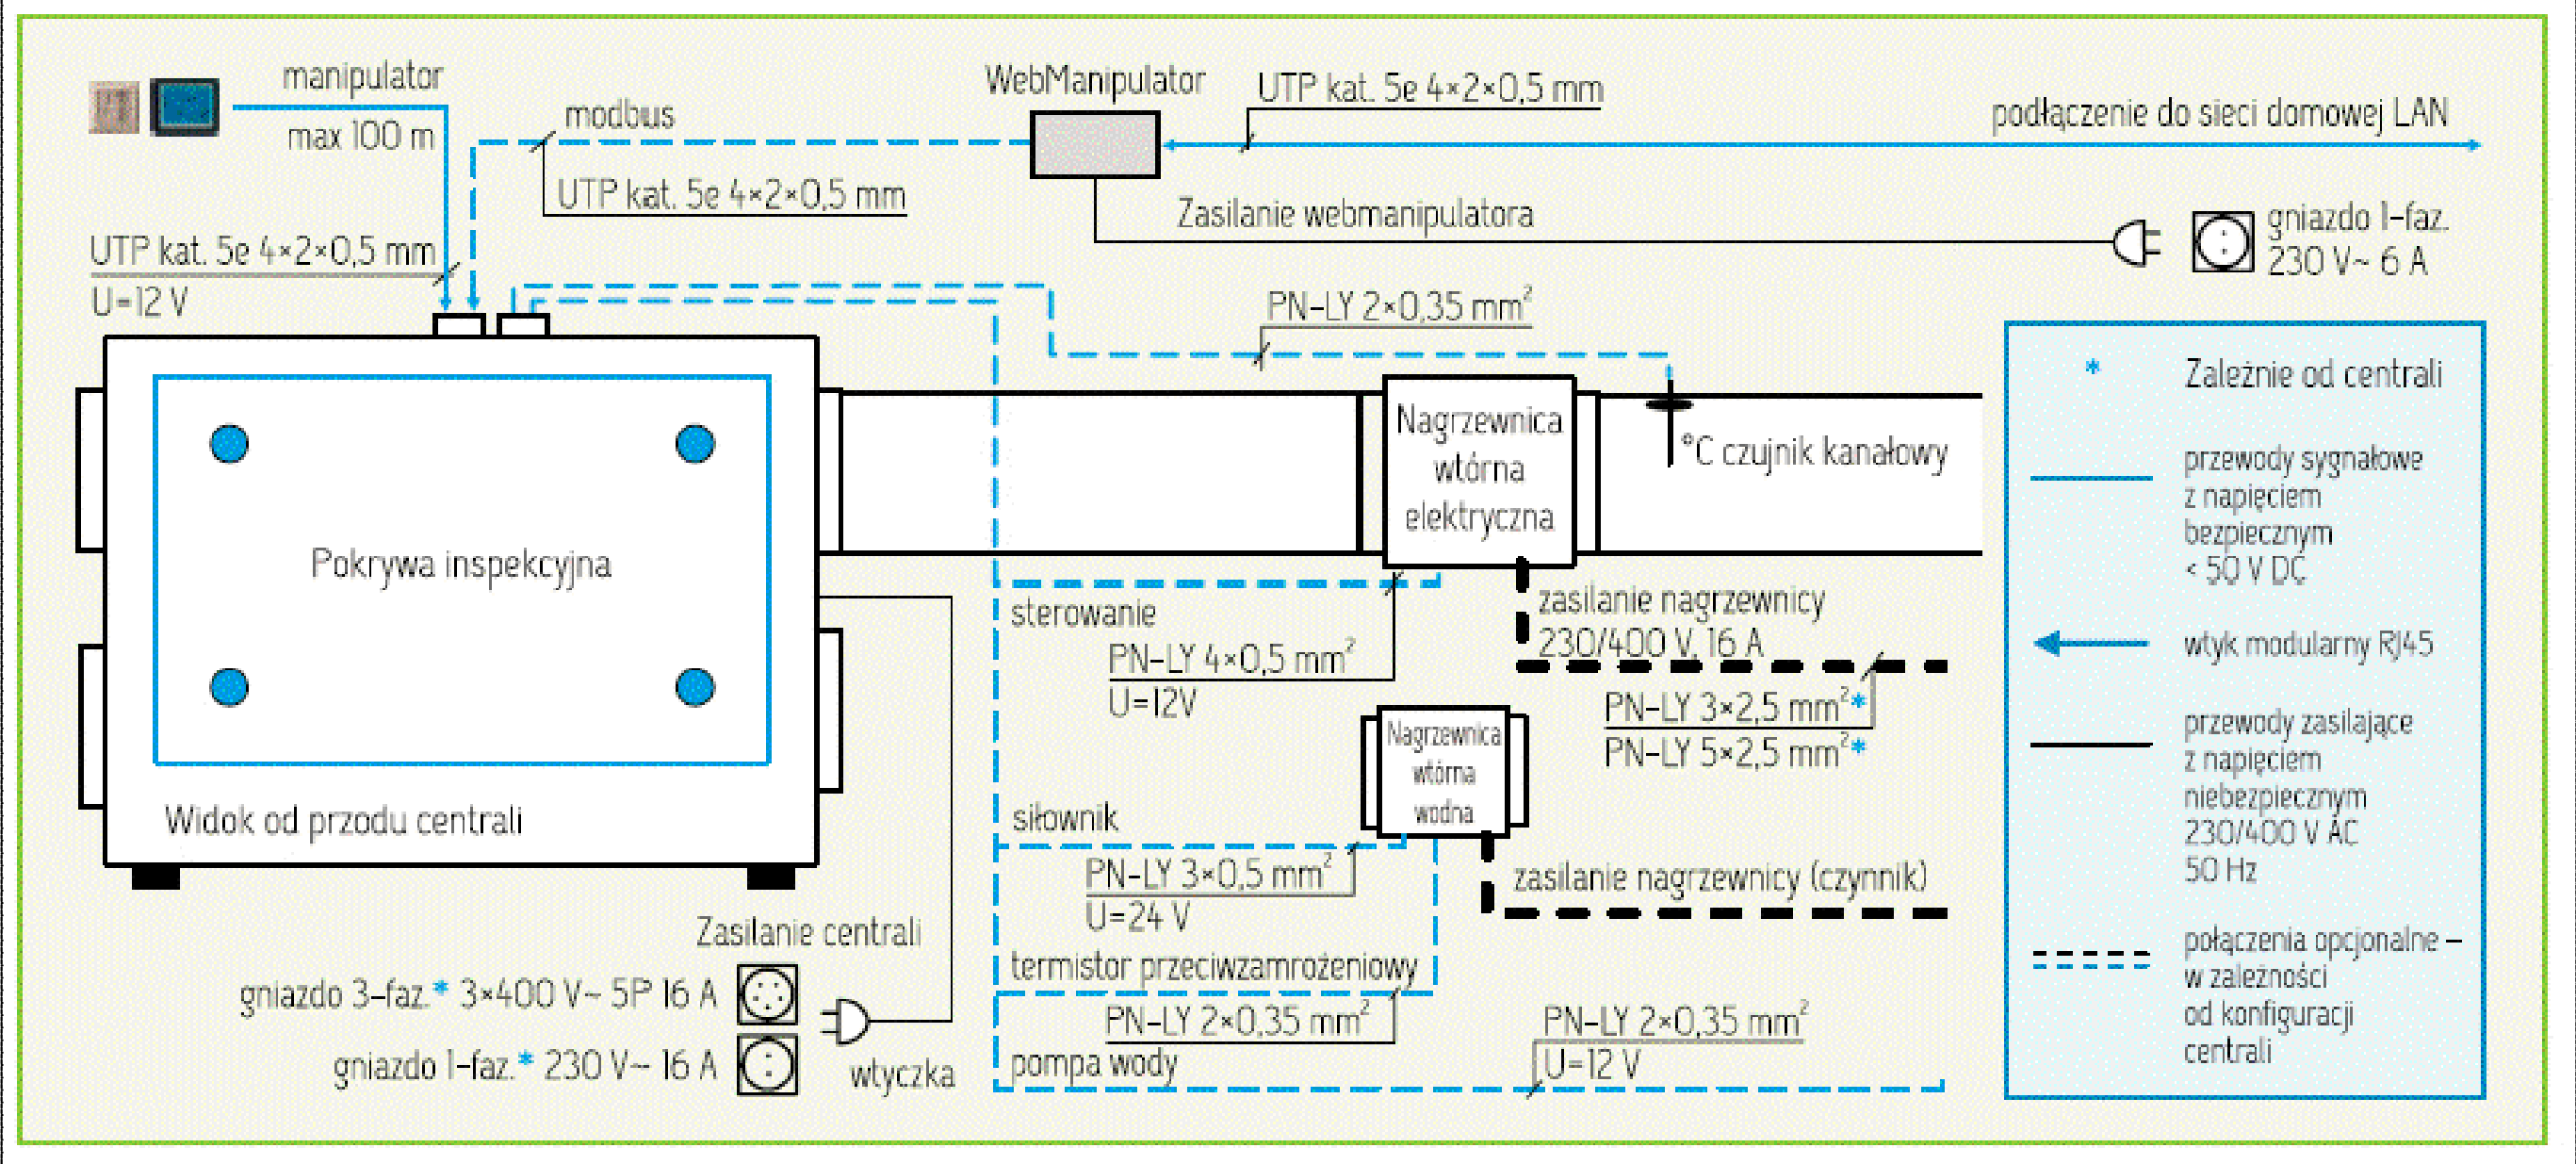 manipulator
max 100 m
modbus
UTP kat. 5e 4×2×0,5 mm
WebManipulator
UTP kat. 5e 4×2×0,5 mm
podłączenie do sieci domowej LAN
Zasilanie webmanipulatora
gniazdo 1-faz.
230 V~ 6 A
UTP kat. 5e 4×2×0,5 mm
U=12 V
PN-LY 2×0,35 mm²
Nagrzewnica
wtórna
elektryczna
°C czujnik kanałowy
Pokrywa inspekcyjna
Widok od przodu centrali
sterowanie
PN-LY 4×0,5 mm²
U=12V
zasilanie nagrzewnicy
230/400 V, 16 A
PN-LY 3×2,5 mm²*
PN-LY 5×2,5 mm²*
Nagrzewnica
wtórna
wodna
siłownik
PN-LY 3×0,5 mm²
U=24 V
zasilanie nagrzewnicy (czynnik)
termistor przeciwzamrożeniowy
PN-LY 2×0,35 mm²
pompa wody
PN-LY 2×0,35 mm²
U=12 V
Zasilanie centrali
gniazdo 3-faz.* 3×400 V~ 5P 16 A
gniazdo 1-faz.* 230 V~ 16 A
wtyczka
* Zależnie od centrali
przewody sygnałowe
z napięciem
bezpiecznym
< 50 V DC
wtyk modularny RJ45
przewody zasilające
z napięciem
niebezpiecznym
230/400 V AC
50 Hz
połączenia opcjonalne –
w zależności
od konfiguracji
centrali